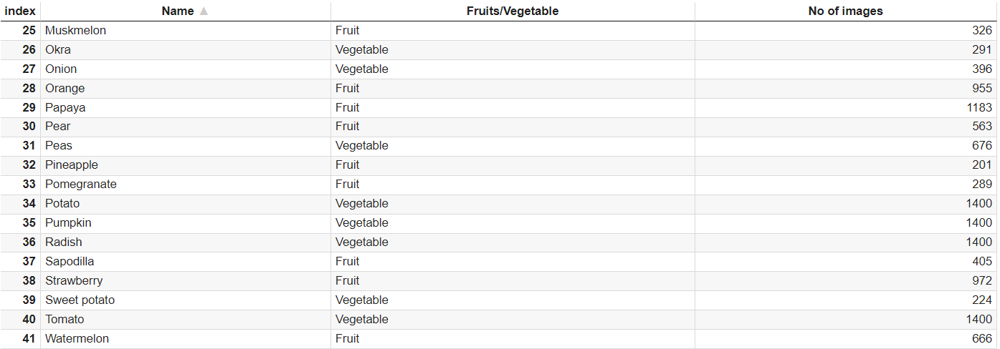 index Name Fruits/Vegetable No of images
25 Muskmelon Fruit 326
26 Okra Vegetable 291
27 Onion Vegetable 396
28 Orange Fruit 955
29 Papaya Fruit 1183
30 Pear Fruit 563
31 Peas Vegetable 676
32 Pineapple Fruit 201
33 Pomegranate Fruit 289
34 Potato Vegetable 1400
35 Pumpkin Vegetable 1400
36 Radish Vegetable 1400
37 Sapodilla Fruit 405
38 Strawberry Fruit 972
39 Sweet potato Vegetable 224
40 Tomato Vegetable 1400
41 Watermelon Fruit 666